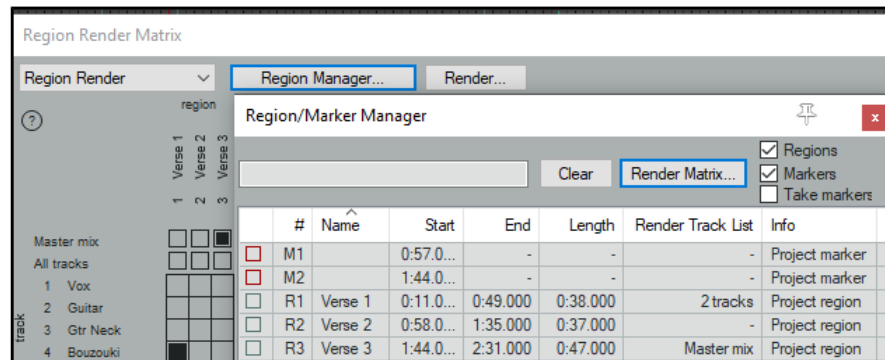 Region Render Matrix
Region Render
Region Manager...
Render...
?
region
Verse 1
Verse 2
Verse 3
1
2
3
Master mix
All tracks
track
1 Vox
2 Guitar
3 Gtr Neck
4 Bouzouki
Region/Marker Manager
x
Clear
Render Matrix...
Regions
Markers
Take markers
# Name Start End Length Render Track List Info
M1 0:57.0... - - - Project marker
M2 1:44.0... - - - Project marker
R1 Verse 1 0:11.0... 0:49.000 0:38.000 2 tracks Project region
R2 Verse 2 0:58.0... 1:35.000 0:37.000 Project region
R3 Verse 3 1:44.0... 2:31.000 0:47.000 Master mix Project region